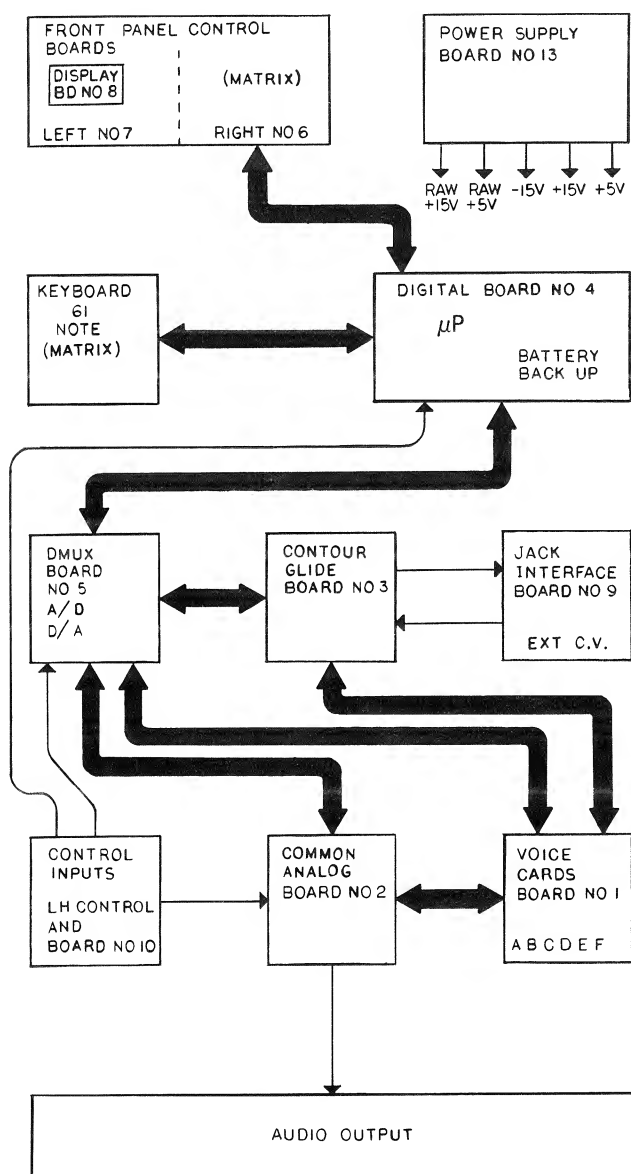 FRONT PANEL CONTROL
BOARDS
DISPLAY
BD NO 8
(MATRIX)
LEFT NO 7
RIGHT NO 6
POWER SUPPLY
BOARD NO 13
RAW
+15V
RAW
+5V
-15V
+15V
+5V
KEYBOARD
61
NOTE
(MATRIX)
DIGITAL BOARD NO 4
µP
BATTERY
BACK UP
DMUX
BOARD
NO 5
A/D
D/A
CONTOUR
GLIDE
BOARD NO 3
JACK
INTERFACE
BOARD NO 9
EXT C.V.
CONTROL
INPUTS
LH CONTROL
AND
BOARD NO 10
COMMON
ANALOG
BOARD NO 2
VOICE
CARDS
BOARD NO 1
A B C D E F
AUDIO OUTPUT